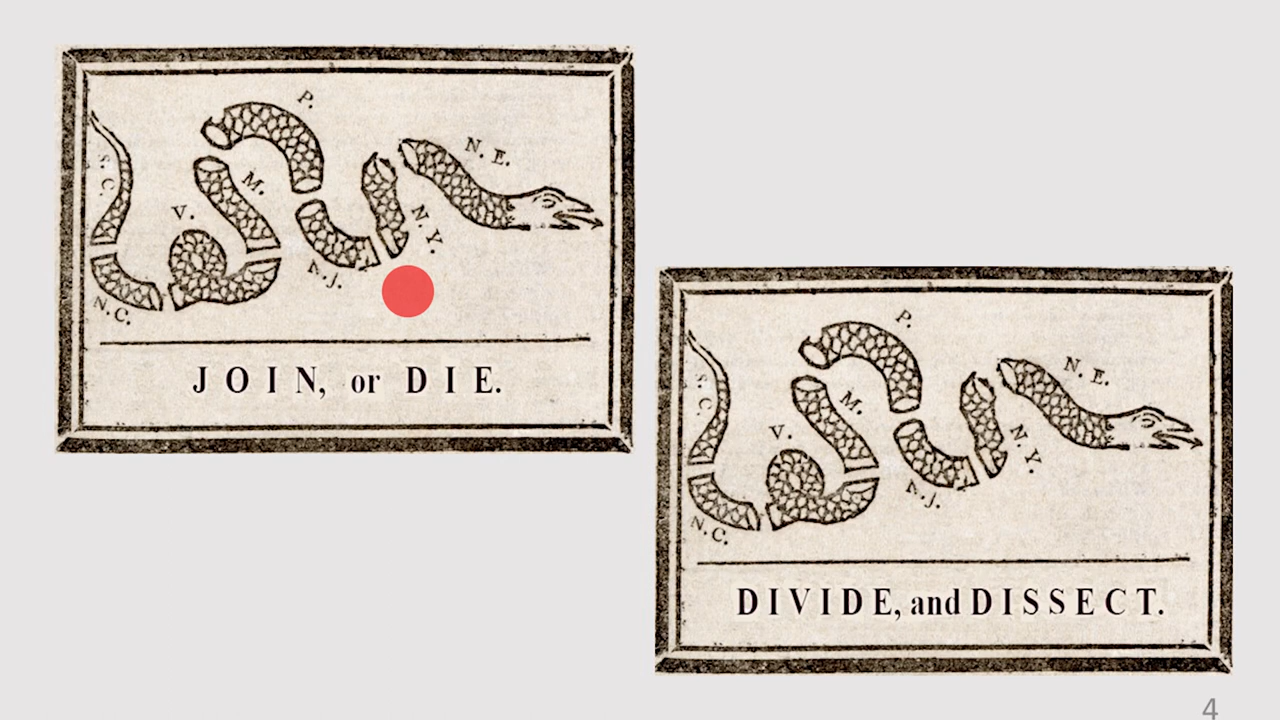 P.
N. E.
S. C.
M.
V.
N. Y.
N. J.
N. C.
JOIN, or DIE.
P.
N. E.
S. C.
M.
V.
N. Y.
N. J.
N. C.
DIVIDE, and DISSECT.
4